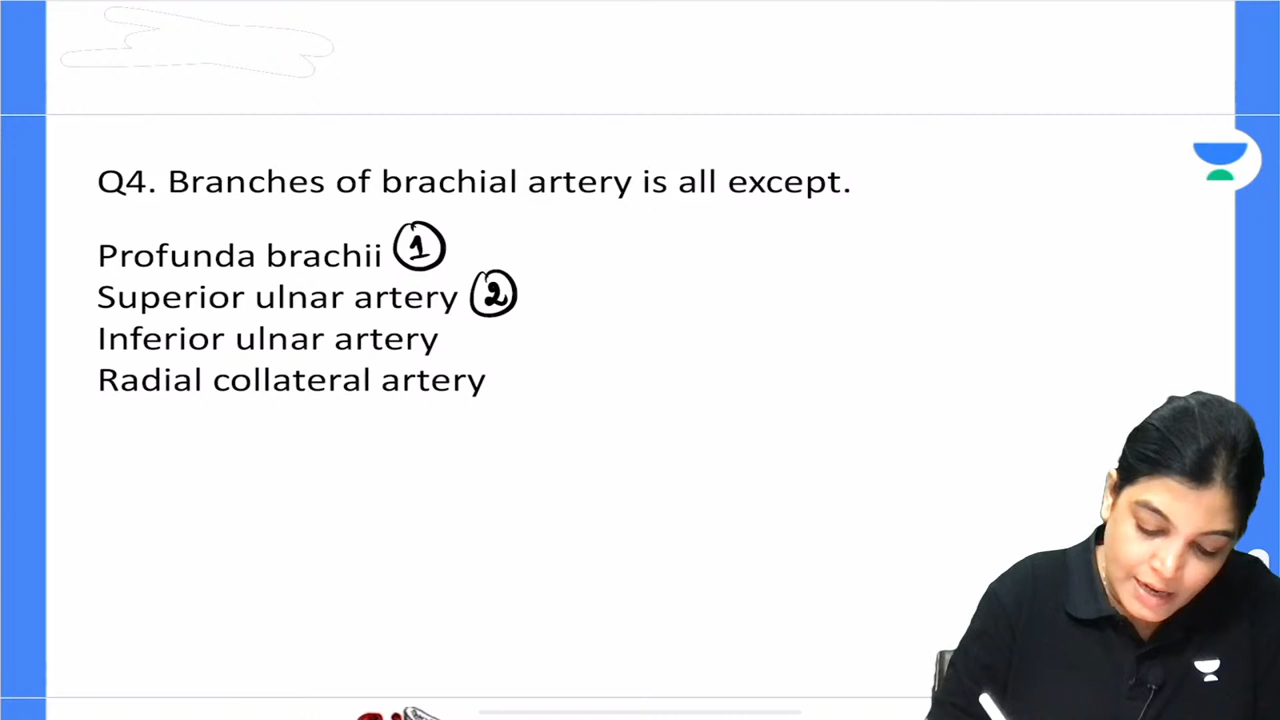 Q4. Branches of brachial artery is all except.
Profunda brachii 1
Superior ulnar artery 2
Inferior ulnar artery
Radial collateral artery